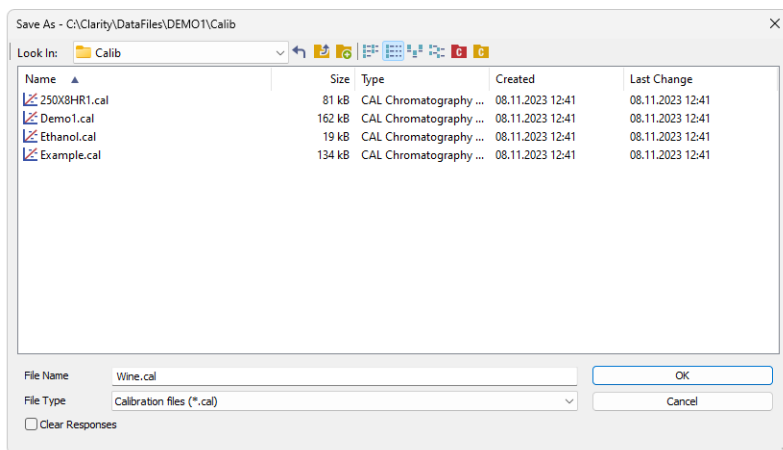 Save As - C:\Clarity\DataFiles\DEMO1\Calib
Look In: Calib
Name Size Type Created Last Change
250X8HR1.cal 81 kB CAL Chromatography ... 08.11.2023 12:41 08.11.2023 12:41
Demo1.cal 162 kB CAL Chromatography ... 08.11.2023 12:41 08.11.2023 12:41
Ethanol.cal 19 kB CAL Chromatography ... 08.11.2023 12:41 08.11.2023 12:41
Example.cal 134 kB CAL Chromatography ... 08.11.2023 12:41 08.11.2023 12:41
File Name Wine.cal OK
File Type Calibration files (*.cal) Cancel
Clear Responses